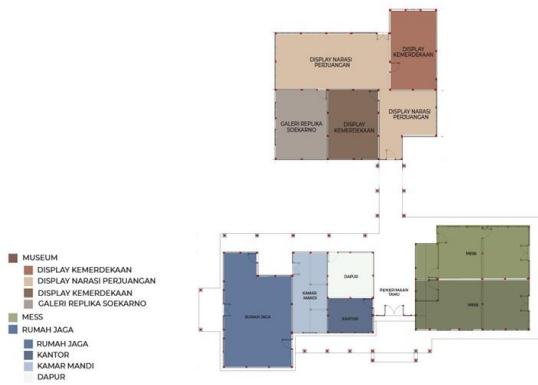 DISPLAY
KEMERDEKAAN
DISPLAY NARASI
PERJUANGAN
DISPLAY NARASI
PERJUANGAN
GALERI REPLIKA
SOEKARNO
DISPLAY
KEMERDEKAAN
MUSEUM
DISPLAY KEMERDEKAAN
DISPLAY NARASI PERJUANGAN
DISPLAY KEMERDEKAAN
GALERI REPLIKA SOEKARNO
MESS
RUMAH JAGA
RUMAH JAGA
KANTOR
KAMAR MANDI
DAPUR
MESS
DAPUR
KAMAR
MANDI
PENERIMAAN
TAMU
RUMAH JAGA
KANTOR
MESS